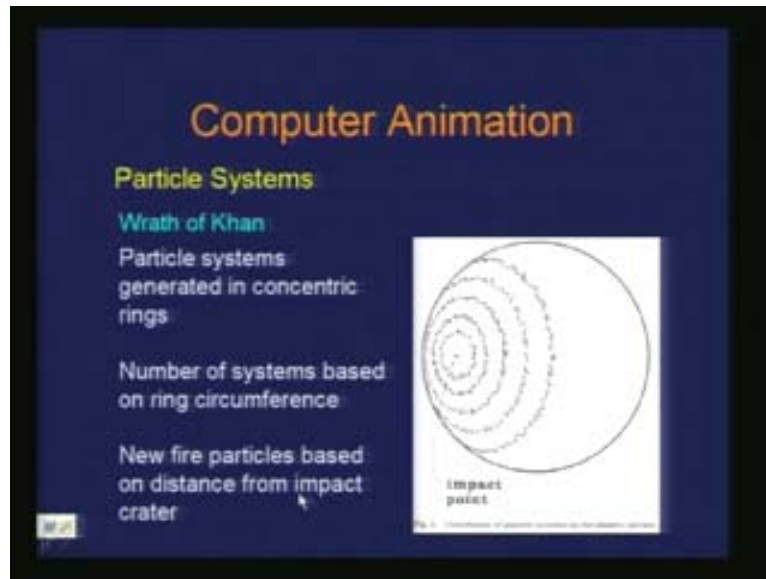 Computer Animation
Particle Systems
Wrath of Khan
Particle systems
generated in concentric
rings
Number of systems based
on ring circumference
New fire particles based
on distance from impact
crater
impact
point